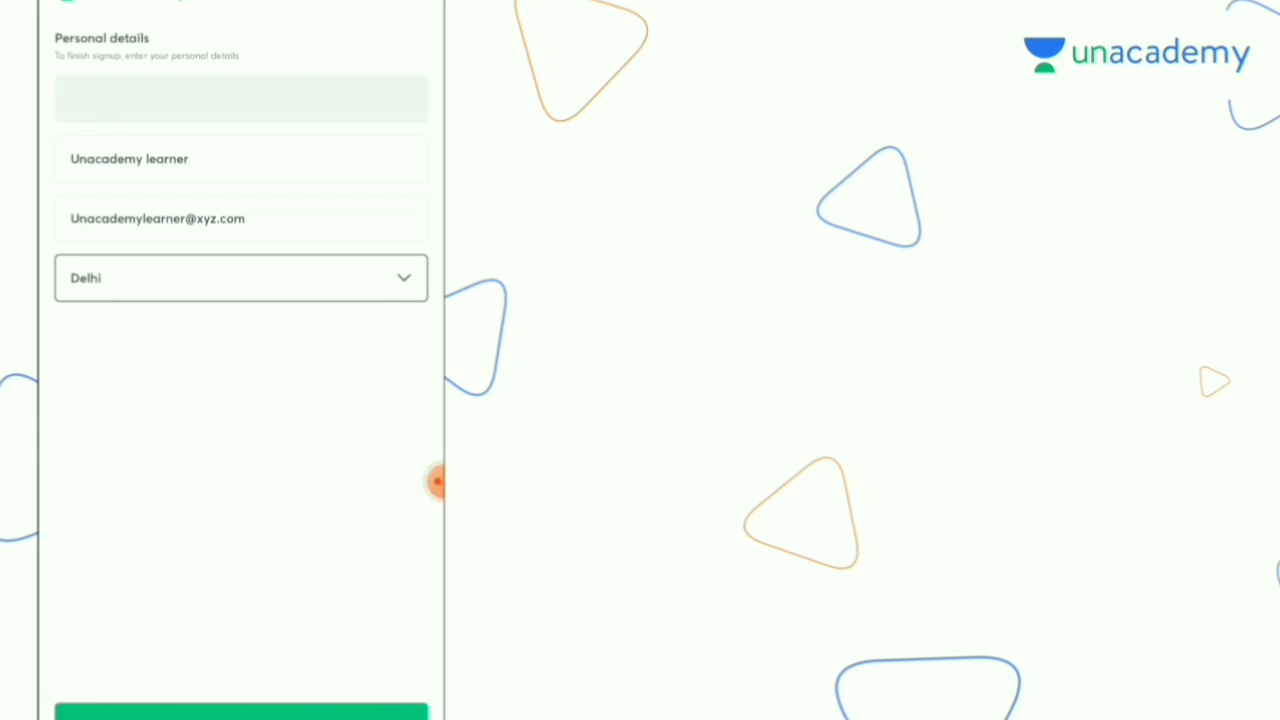 Personal details
To finish signup, enter your personal details
Unacademy learner
Unacademylearner@xyz.com
Delhi
unacademy